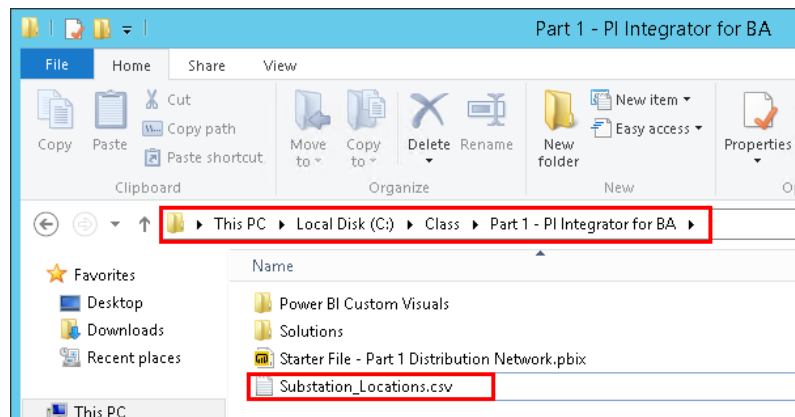 Part 1 - PI Integrator for BA
File Home Share View
Copy Paste Cut Copy path Paste shortcut
Move to Copy to Delete Rename
New folder New item Easy access
Properties
Clipboard Organize New
This PC Local Disk (C:) Class Part 1 - PI Integrator for BA
Favorites
Desktop
Downloads
Recent places
This PC
Name
Power BI Custom Visuals
Solutions
Starter File - Part 1 Distribution Network.pbix
Substation_Locations.csv